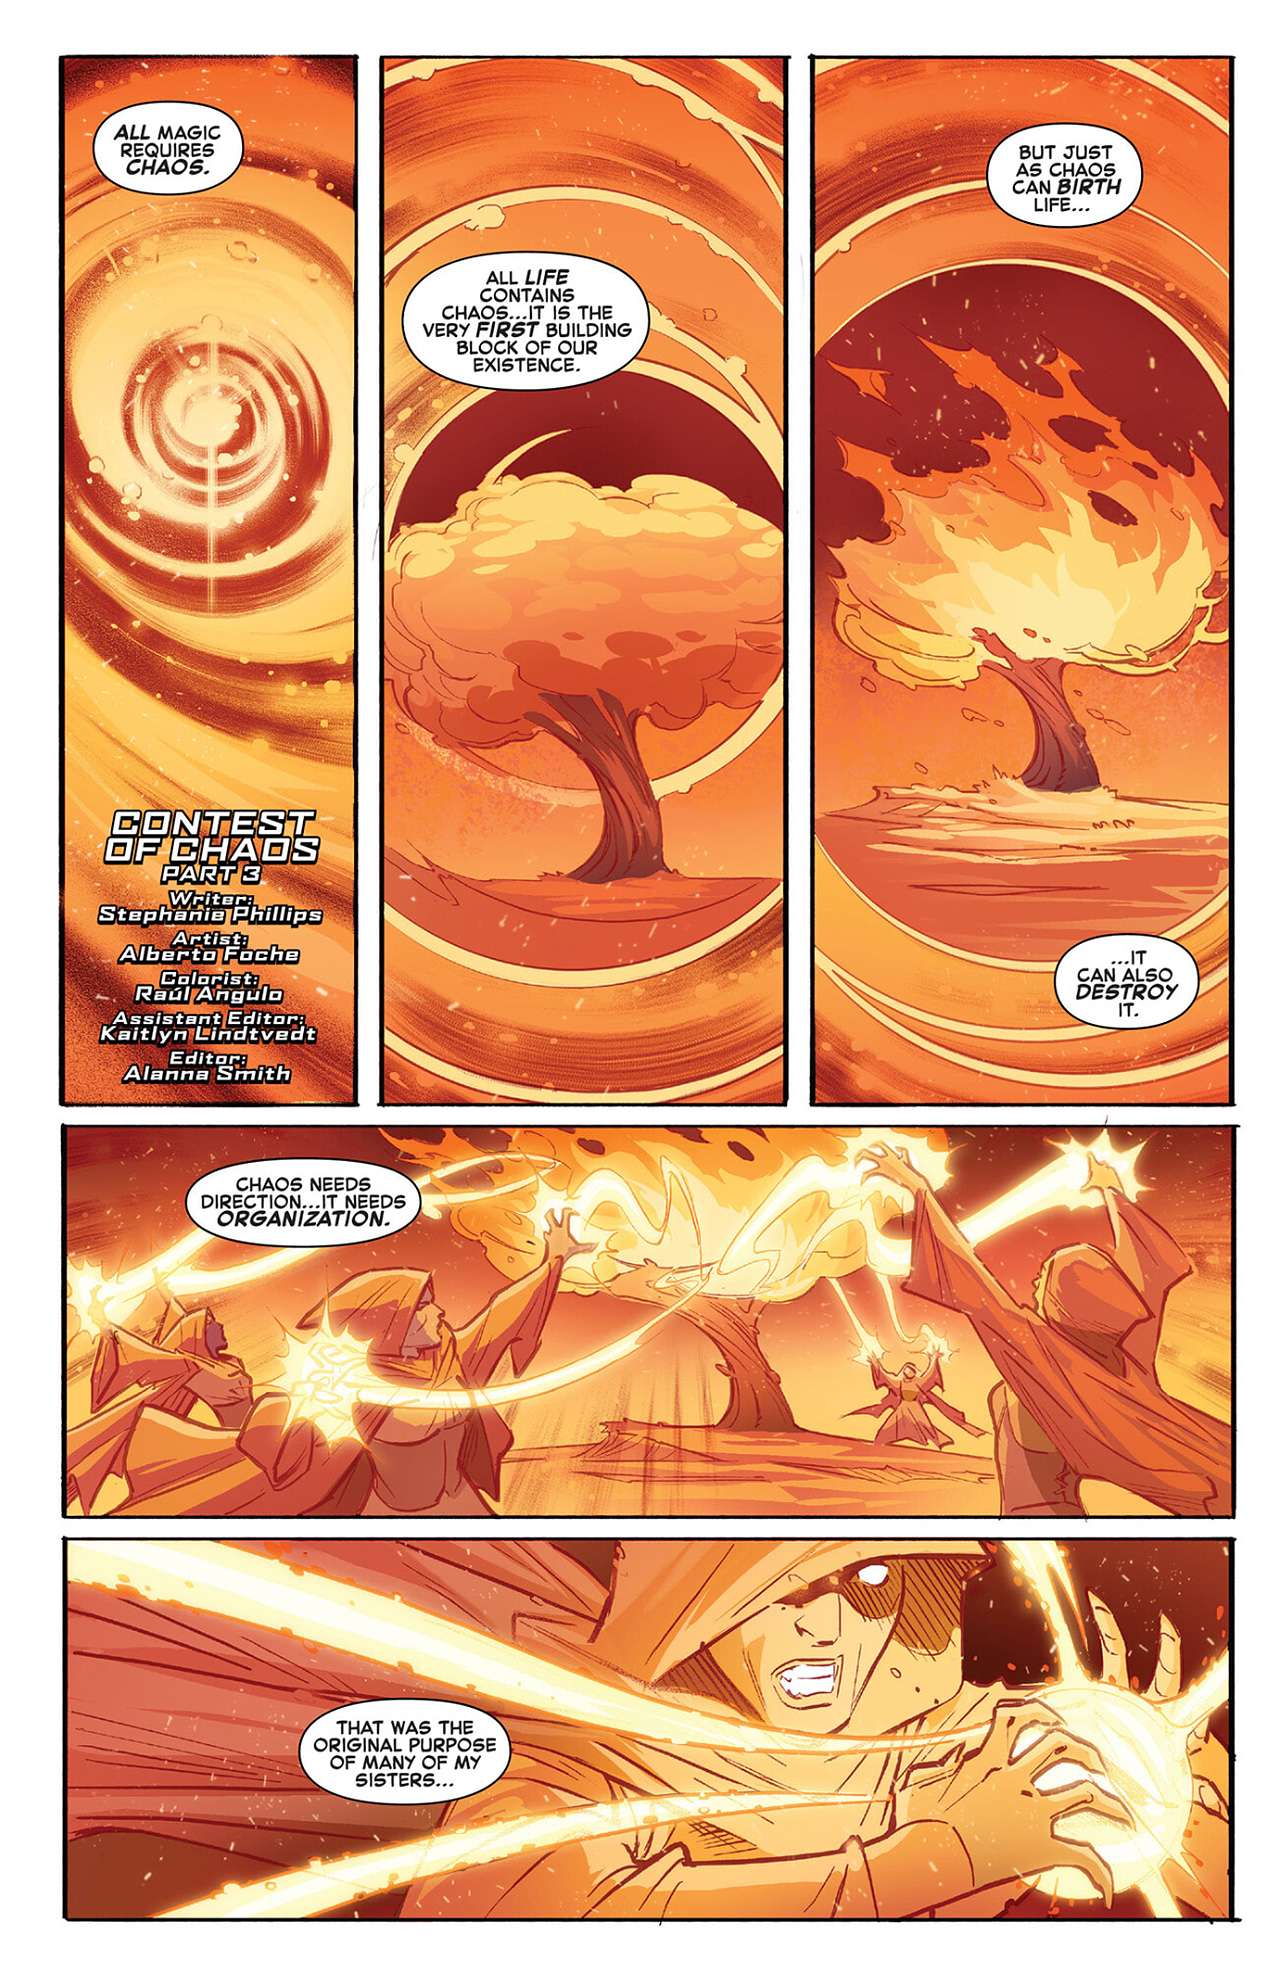 ALL MAGIC
REQUIRES
CHAOS.
CONTEST
OF CHAOS
PART 3
Writer:
Stephanie Phillips
Artist:
Alberto Foche
Colorist:
Raúl Angulo
Assistant Editor:
Kaitlyn Lindtvedt
Editor:
Alanna Smith
ALL LIFE
CONTAINS
CHAOS...IT IS THE
VERY FIRST BUILDING
BLOCK OF OUR
EXISTENCE.
BUT JUST
AS CHAOS
CAN BIRTH
LIFE...
...IT
CAN ALSO
DESTROY
IT.
CHAOS NEEDS
DIRECTION...IT NEEDS
ORGANIZATION.
THAT WAS THE
ORIGINAL PURPOSE
OF MANY OF MY
SISTERS...